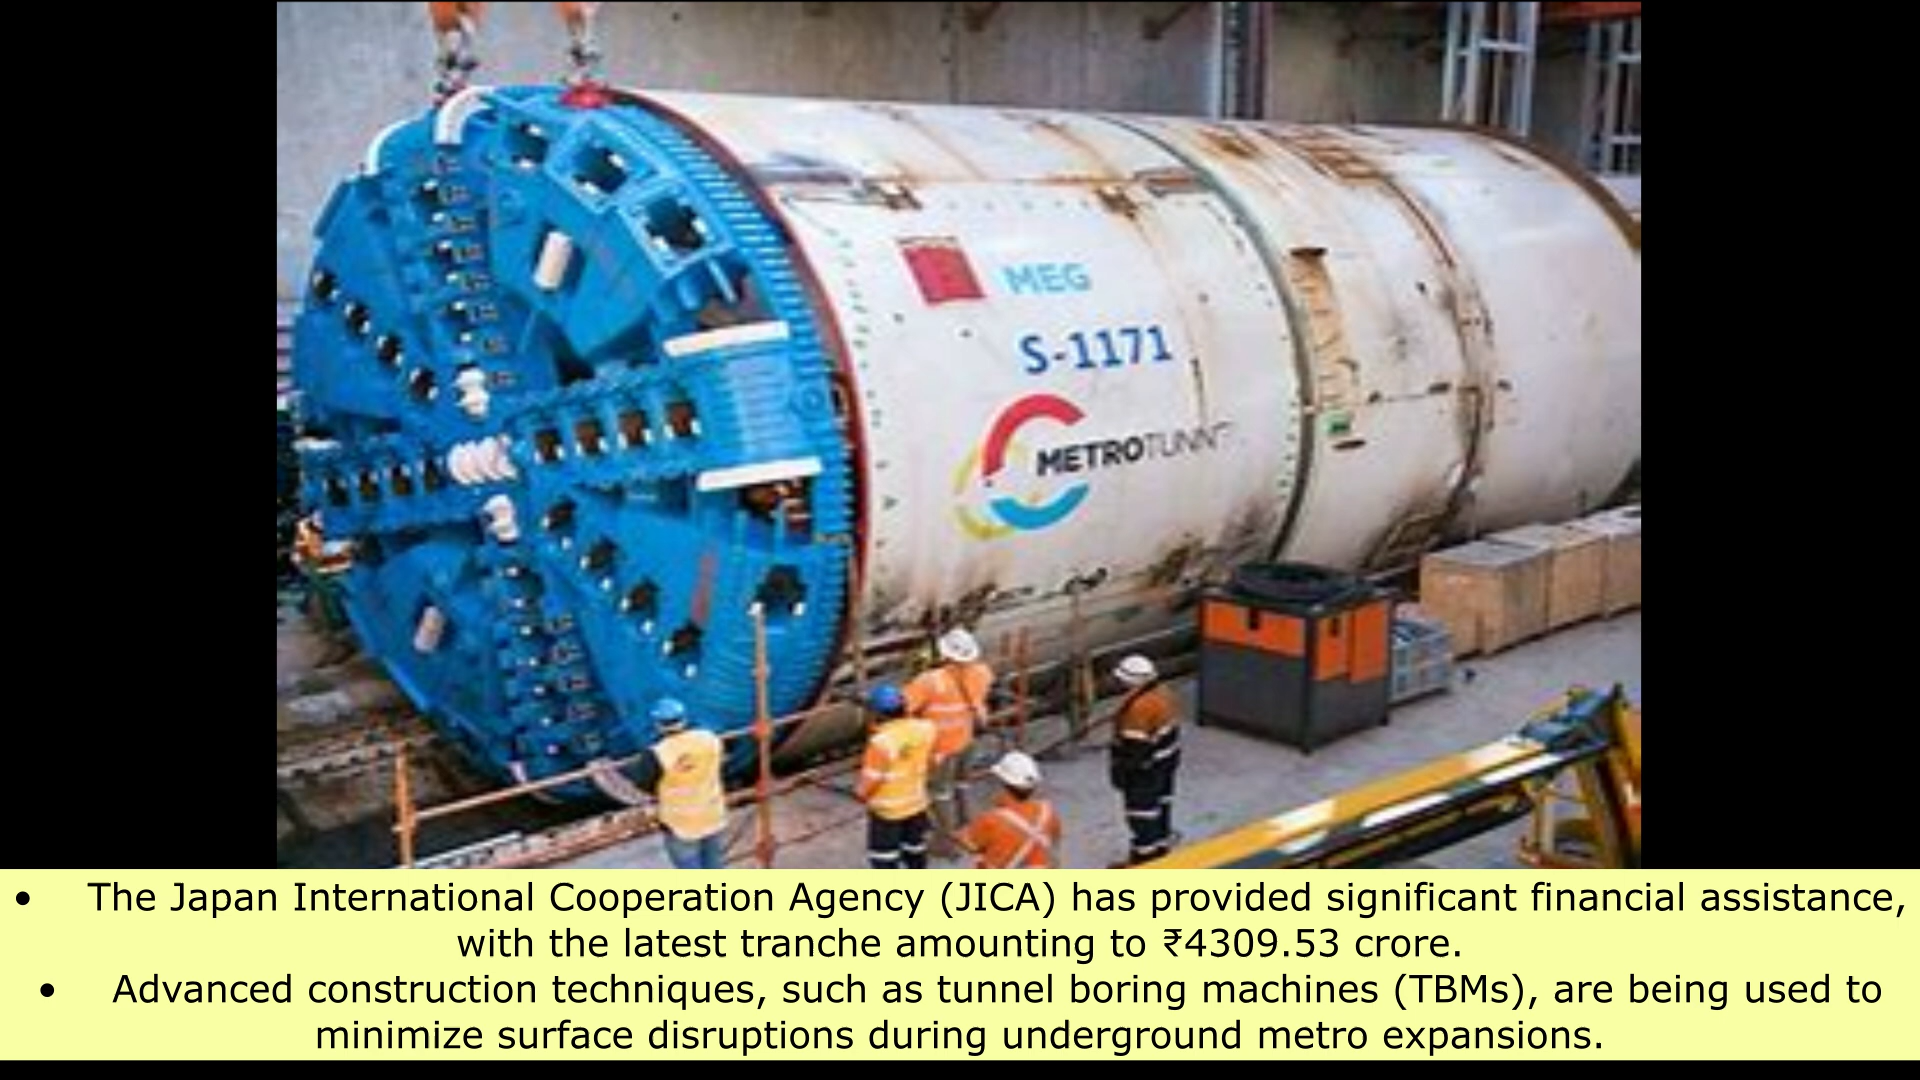 MEG
S-1171
METROTUNN
• The Japan International Cooperation Agency (JICA) has provided significant financial assistance,
with the latest tranche amounting to ₹4309.53 crore.
• Advanced construction techniques, such as tunnel boring machines (TBMs), are being used to
minimize surface disruptions during underground metro expansions.